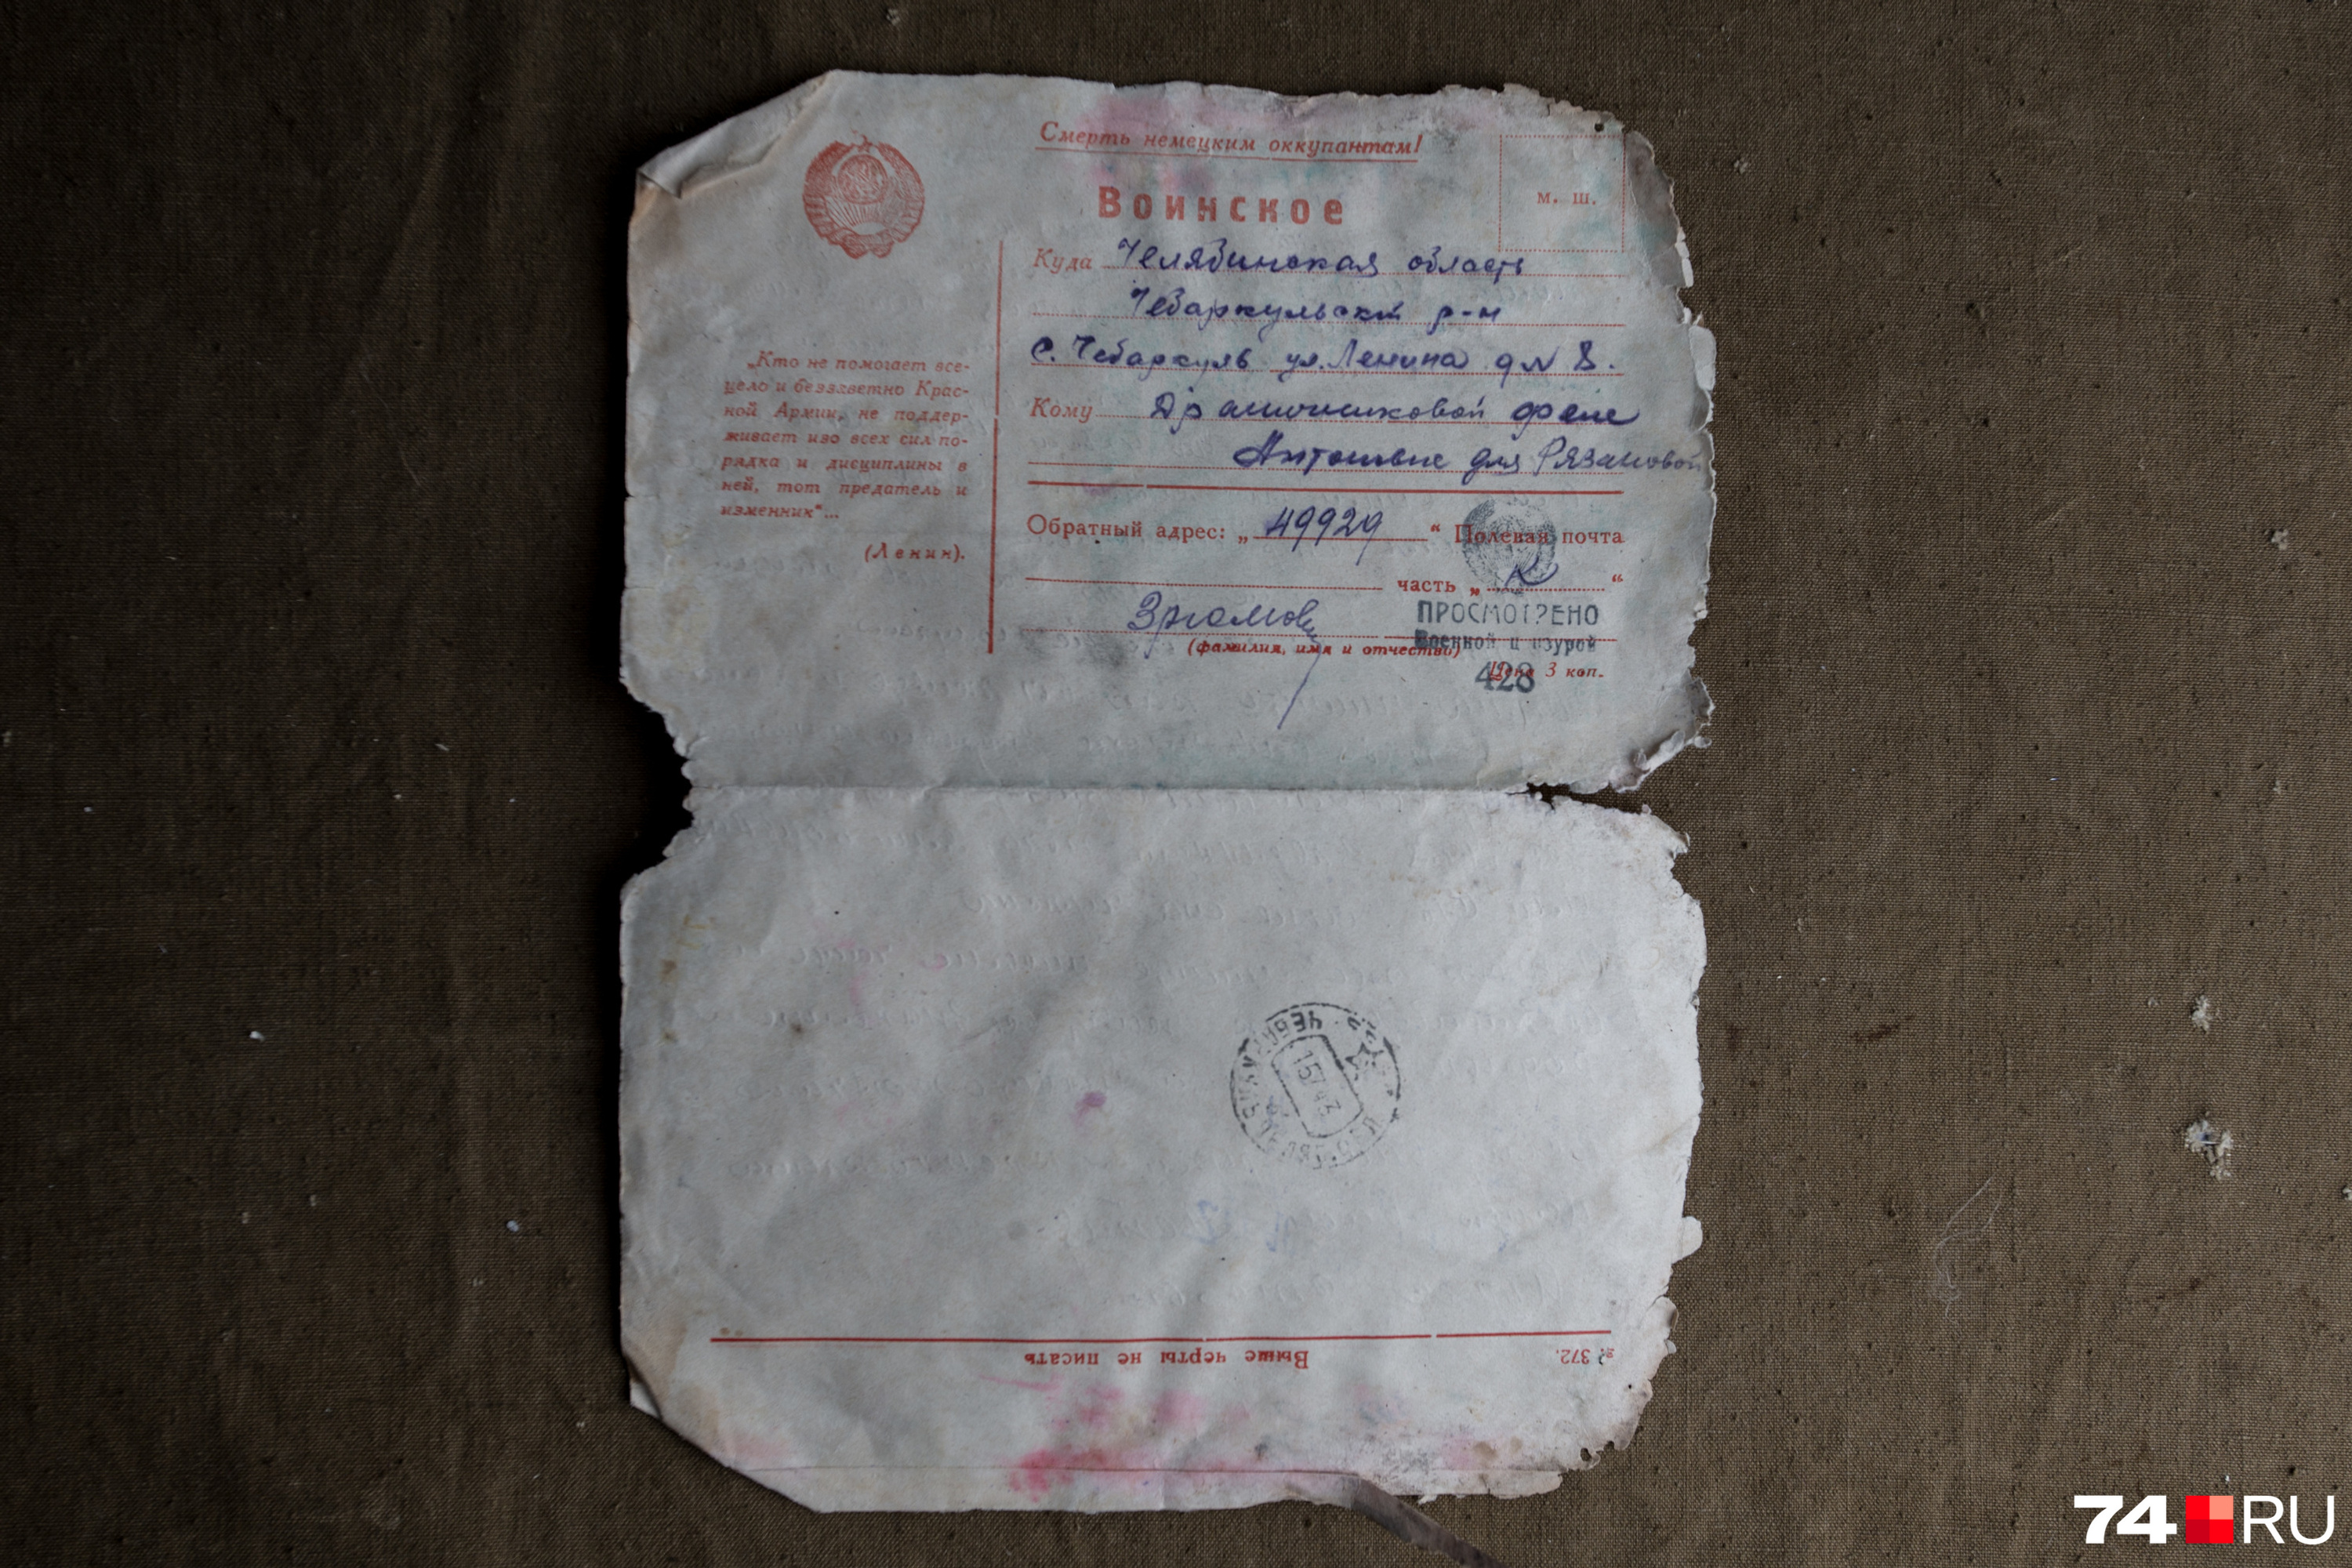 Смерть немецким оккупантам!
Воинское
м. ш.
Куда Челябинская область
Чебаркульский р-н
с. Чебаркуль ул. Ленина д № 8.
Кому Драничниковой Фене
Антоновне для Рязановой
„Кто не помогает все-
цело и беззаветно Крас-
ной Армии, не поддер-
живает изо всех сил по-
рядка и дисциплины в
ней, тот предатель и
изменник“...
(Ленин).
Обратный адрес: „ 49929 “ Полевая почта
часть „ “
ПРОСМОТРЕНО
Военной цензурой
(фамилия, имя и отчество)
428
Цена 3 коп.
ЧЕБАРКУЛЬ
Выше черты не писать
372.
74 RU